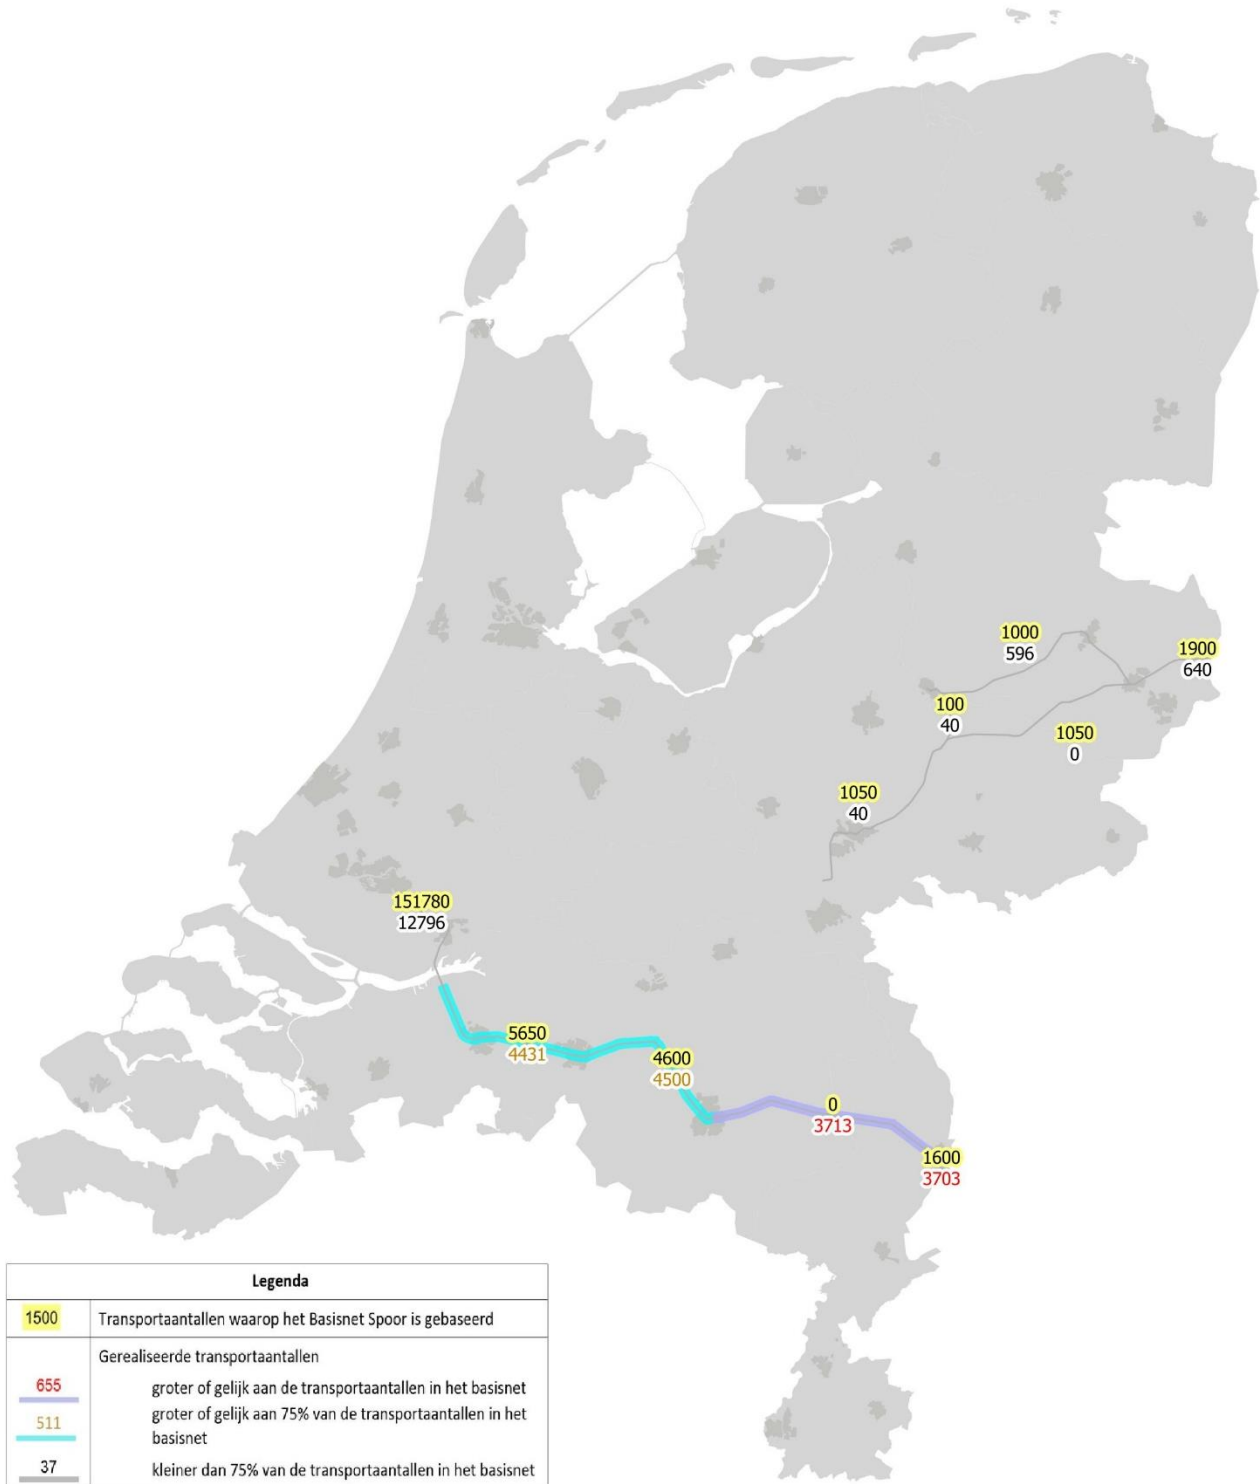 1000
596
1900
640
100
40
1050
0
1050
40
151780
12796
5650
4431
4600
4500
0
3713
1600
3703
Legenda
1500 Transportaantallen waarop het Basisnet Spoor is gebaseerd
Gerealiseerde transportaantallen
655 groter of gelijk aan de transportaantallen in het basisnet
511 groter of gelijk aan 75% van de transportaantallen in het
basisnet
37 kleiner dan 75% van de transportaantallen in het basisnet